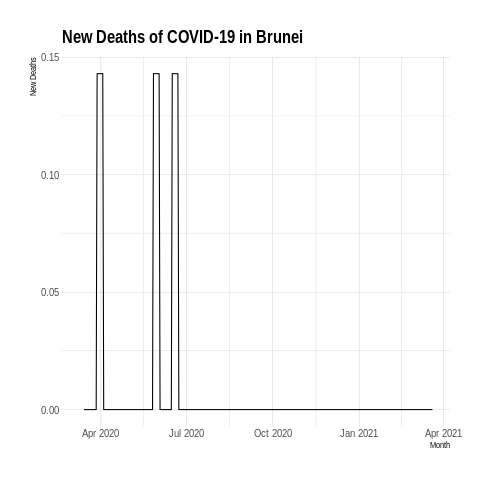 New Deaths of COVID-19 in Brunei
New Deaths
0.15
0.10
0.05
0.00
Apr 2020 Jul 2020 Oct 2020 Jan 2021 Apr 2021
Month